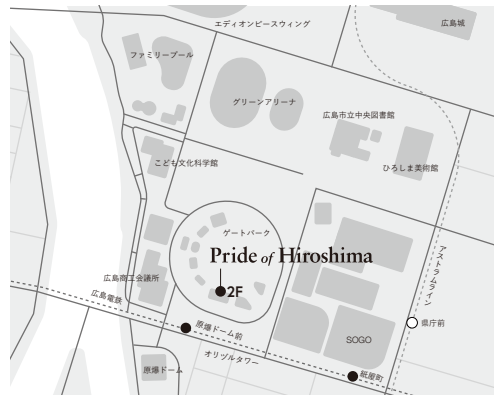 エディオンピースウィング
広島城
ファミリープール
グリーンアリーナ
広島市立中央図書館
こども文化科学館
ひろしま美術館
ゲートパーク
Pride of Hiroshima
アストラムライン
広島商工会議所
2F
広島電鉄
県庁前
原爆ドーム前
SOGO
オリヅルタワー
原爆ドーム
紙屋町